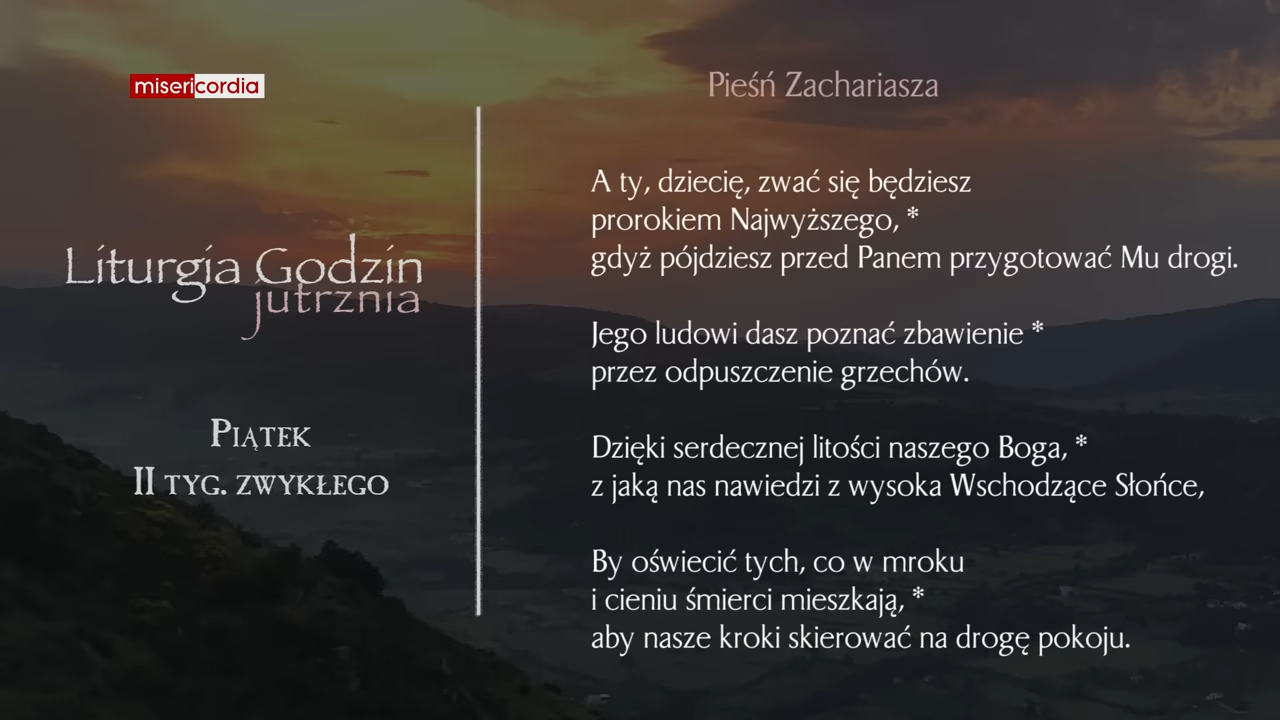 misericordia
Liturgia Godzin
jutrznia
Piątek
II tyg. zwykłego
Pieśń Zachariasza
A ty, dziecię, zwać się będziesz
prorokiem Najwyższego, *
gdyż pójdziesz przed Panem przygotować Mu drogi.
Jego ludowi dasz poznać zbawienie *
przez odpuszczenie grzechów.
Dzięki serdecznej litości naszego Boga, *
z jaką nas nawiedzi z wysoka Wschodzące Słońce,
By oświecić tych, co w mroku
i cieniu śmierci mieszkają, *
aby nasze kroki skierować na drogę pokoju.